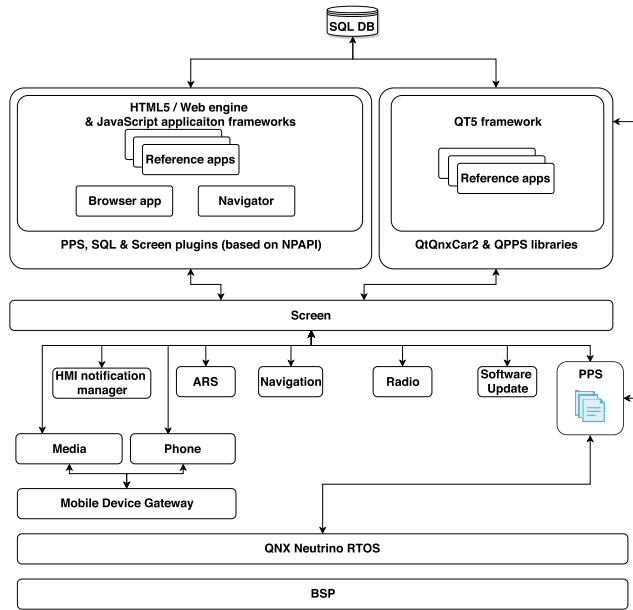 SQL DB
HTML5 / Web engine
& JavaScript applicaiton frameworks
Reference apps
Browser app
Navigator
PPS, SQL & Screen plugins (based on NPAPI)
QT5 framework
Reference apps
QtQnxCar2 & QPPS libraries
Screen
HMI notification
manager
ARS
Navigation
Radio
Software
Update
PPS
Media
Phone
Mobile Device Gateway
QNX Neutrino RTOS
BSP